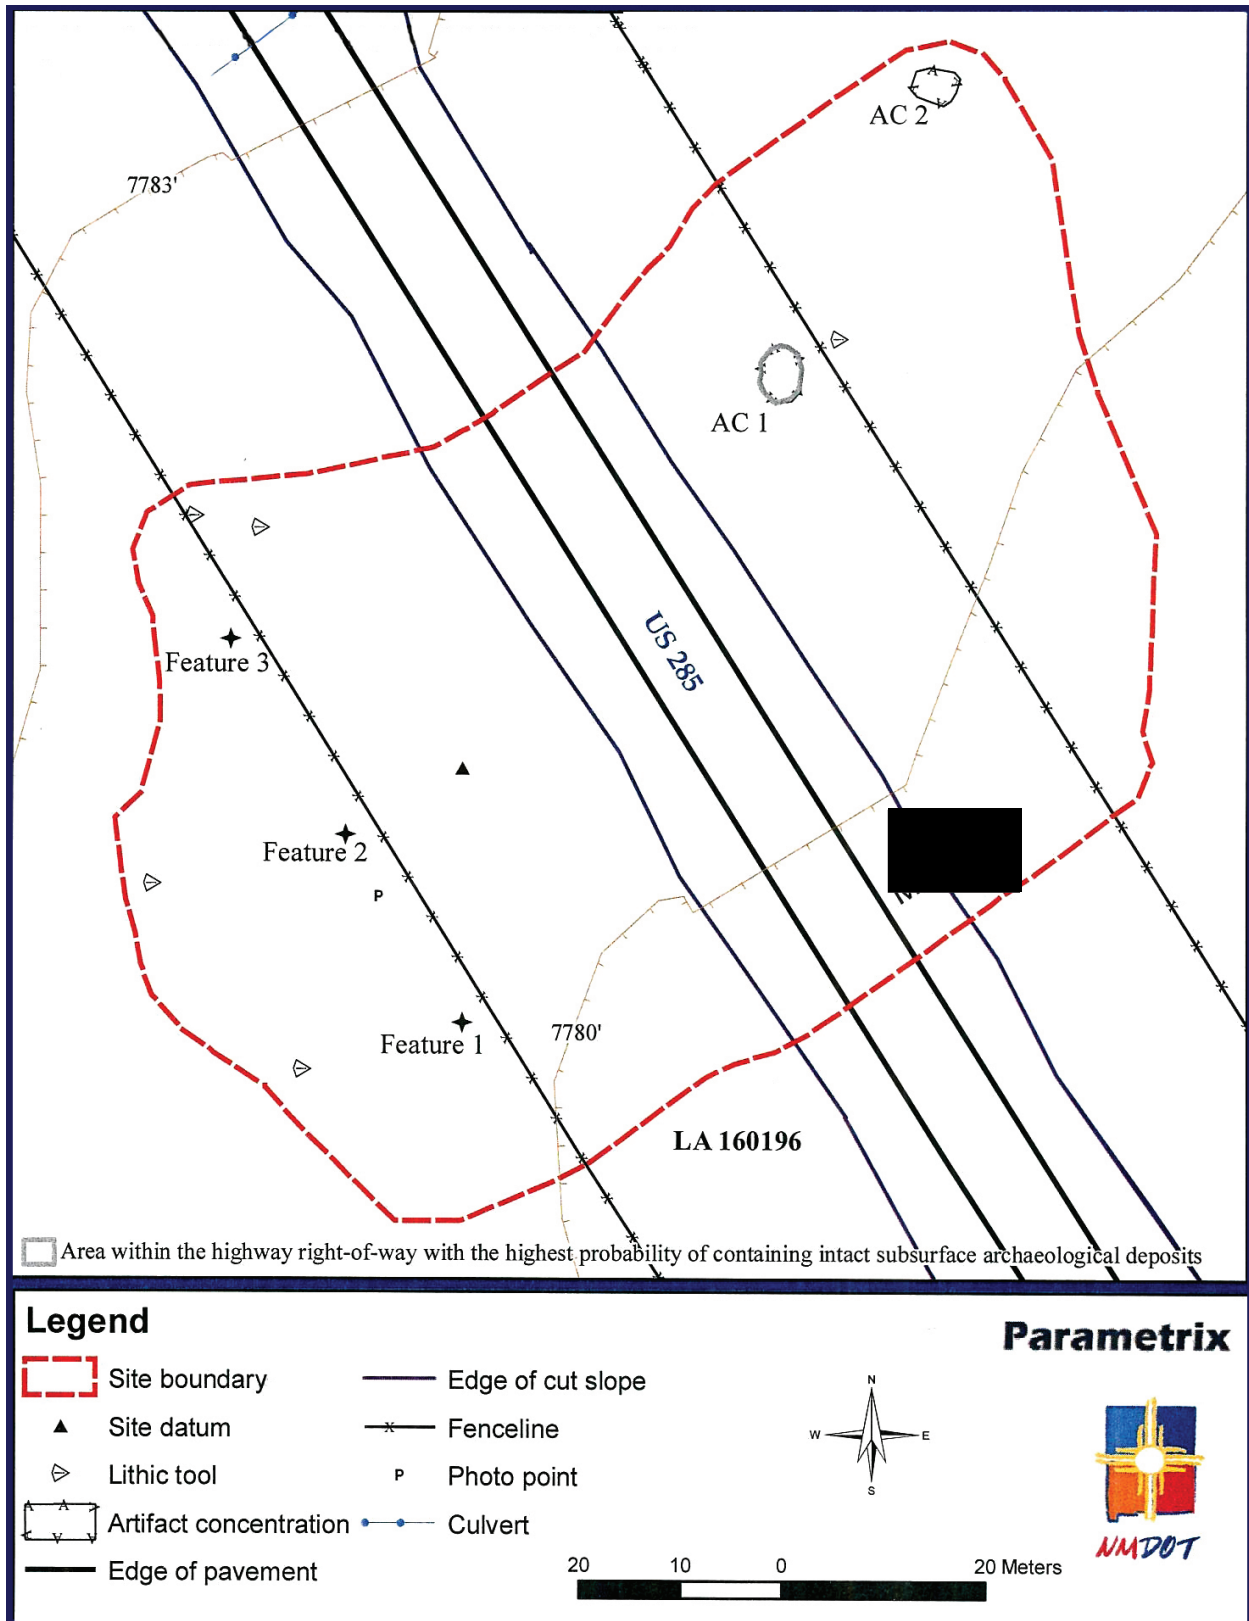 AC 2
7783'
AC 1
US 285
Feature 3
Feature 2
P
Feature 1
7780'
LA 160196
Area within the highway right-of-way with the highest probability of containing intact subsurface archaeological deposits
Legend
Parametrix
Site boundary
Edge of cut slope
Site datum
Fenceline
Lithic tool
P Photo point
Artifact concentration
Culvert
Edge of pavement
N
W E
S
NMDOT
20 10 0 20 Meters